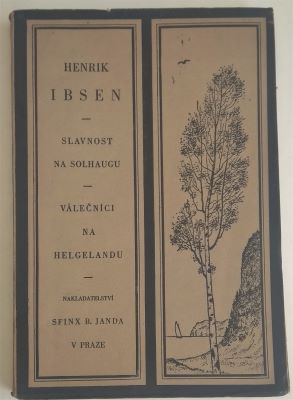 HENRIK
IBSEN
—
SLAVNOST
NA SOLHAUGU
—
VÁLEČNÍCI
NA
HELGELANDU
—
NAKLADATELSTVÍ
SFINX B. JANDA
V PRAZE